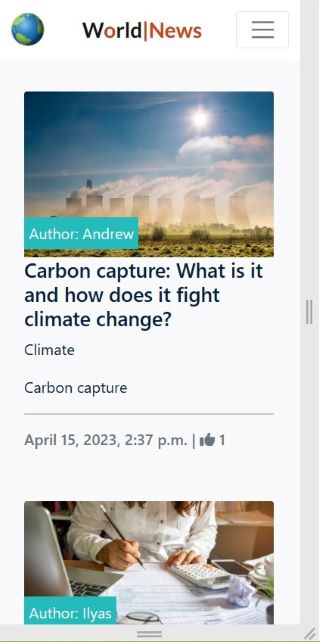 World|News
Author: Andrew
Carbon capture: What is it
and how does it fight
climate change?
Climate
Carbon capture
April 15, 2023, 2:37 p.m. | 1
Author: Ilyas